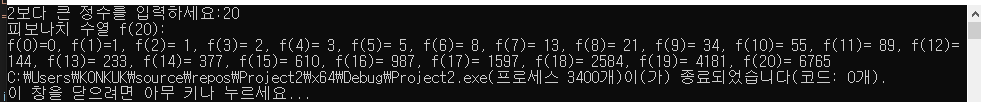 2보다 큰 정수를 입력하세요:20
피보나치 수열 f(20):
f(0)=0, f(1)=1, f(2)= 1, f(3)= 2, f(4)= 3, f(5)= 5, f(6)= 8, f(7)= 13, f(8)= 21, f(9)= 34, f(10)= 55, f(11)= 89, f(12)=
144, f(13)= 233, f(14)= 377, f(15)= 610, f(16)= 987, f(17)= 1597, f(18)= 2584, f(19)= 4181, f(20)= 6765
C:₩Users₩KONKUK₩source₩repos₩Project2₩x64₩Debug₩Project2.exe(프로세스 3400개)이(가) 종료되었습니다(코드: 0개).
이 창을 닫으려면 아무 키나 누르세요...